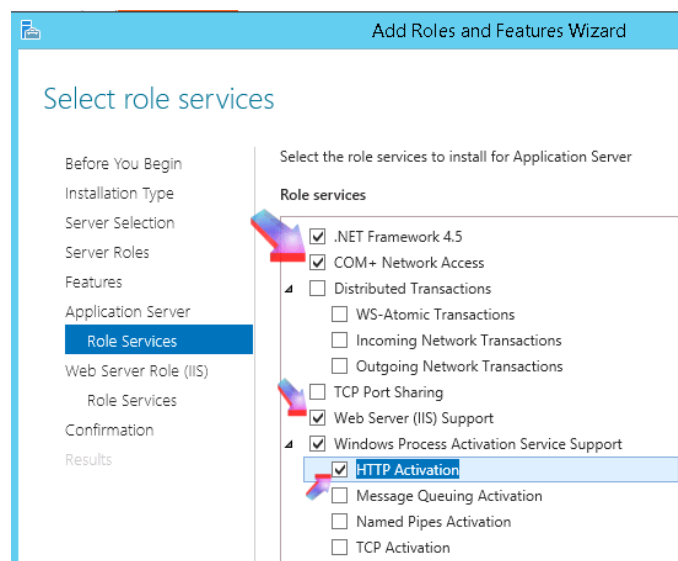 Add Roles and Features Wizard
Select role services
Before You Begin
Installation Type
Server Selection
Server Roles
Features
Application Server
Role Services
Web Server Role (IIS)
Role Services
Confirmation
Results
Select the role services to install for Application Server
Role services
.NET Framework 4.5
COM+ Network Access
Distributed Transactions
WS-Atomic Transactions
Incoming Network Transactions
Outgoing Network Transactions
TCP Port Sharing
Web Server (IIS) Support
Windows Process Activation Service Support
HTTP Activation
Message Queuing Activation
Named Pipes Activation
TCP Activation